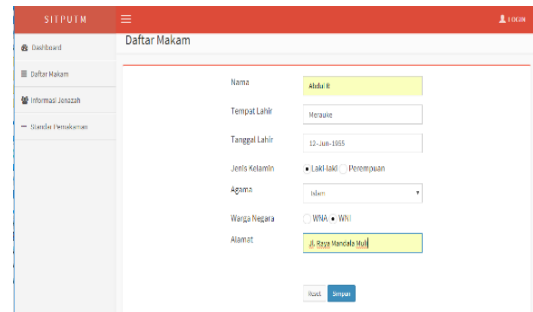 SITPUTM
LOGIN
Dashboard
Daftar Makam
Daftar Makam
Informasi Jenazah
Standar Pemakaman
Nama
Abdul R
Tempat Lahir
Merauke
Tanggal Lahir
12-Jun-1955
Jenis Kelamin
Laki-laki Perempuan
Agama
Islam
Warga Negara
WNA WNI
Alamat
Jl. Raya Mandala Muli
Reset Simpan